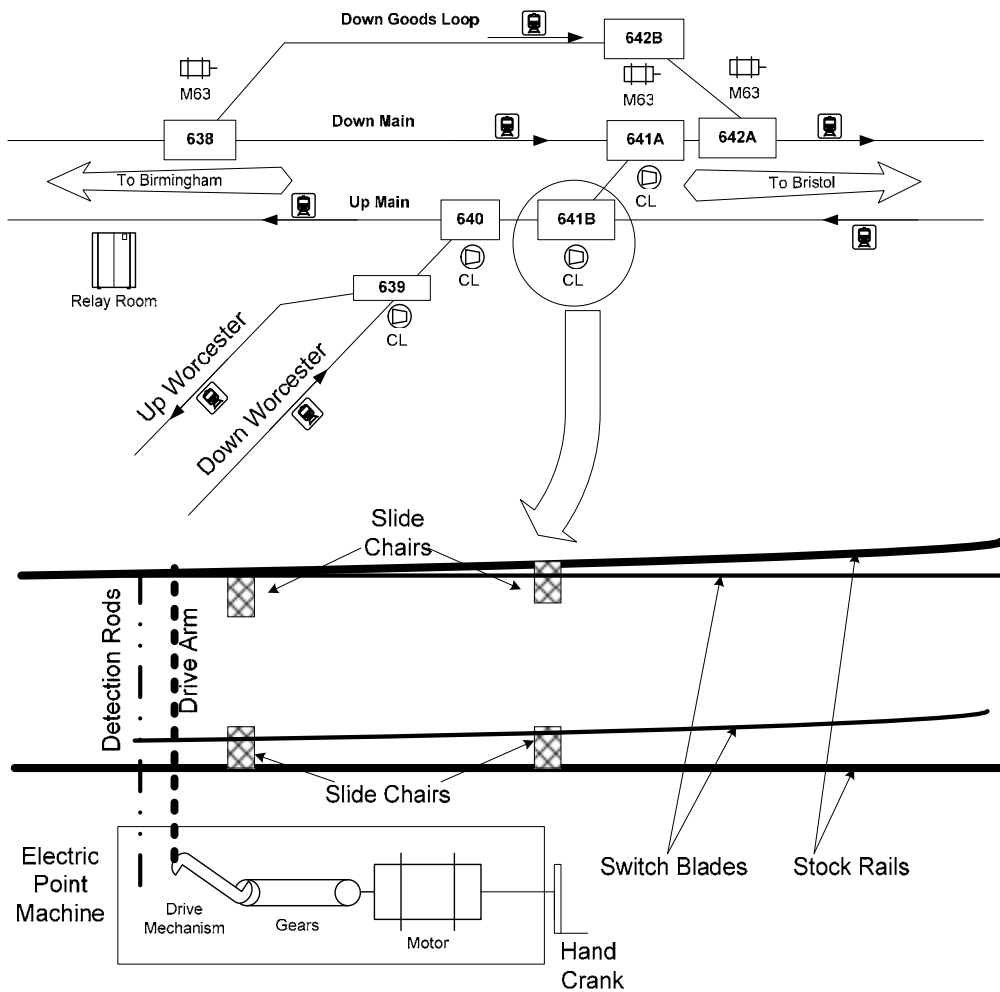 Down Goods Loop
642B
M63
M63
M63
638
Down Main
641A
642A
To Birmingham
CL
To Bristol
Up Main
640
641B
CL
CL
Relay Room
639
CL
Up Worcester
Down Worcester
Slide
Chairs
Detection Rods
Drive Arm
Slide Chairs
Electric
Point
Machine
Switch Blades
Stock Rails
Drive
Mechanism
Gears
Motor
Hand
Crank